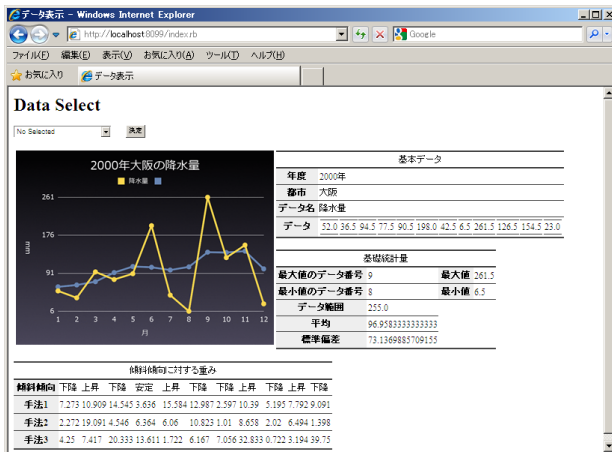 データ表示 - Windows Internet Explorer
http://localhost:8099/index.rb
Google
ファイル(F) 編集(E) 表示(V) お気に入り(A) ツール(T) ヘルプ(H)
お気に入り データ表示
Data Select
No Selected 決定
2000年大阪の降水量
降水量
261
176
91
6
mm
1 2 3 4 5 6 7 8 9 10 11 12
月
基本データ
年度 2000年
都市 大阪
データ名 降水量
データ 52.0 36.5 94.5 77.5 90.5 198.0 42.5 6.5 261.5 126.5 154.5 23.0
基礎統計量
最大値のデータ番号 9 最大値 261.5
最小値のデータ番号 8 最小値 6.5
データ範囲 255.0
平均 96.9583333333333
標準偏差 73.1369885709155
傾斜傾向に対する重み
傾斜傾向 下降 上昇 下降 安定 上昇 下降 下降 上昇 下降 上昇 下降
手法1 7.273 10.909 14.545 3.636 15.584 12.987 2.597 10.39 5.195 7.792 9.091
手法2 2.272 19.091 4.546 6.364 6.06 10.823 1.01 8.658 2.02 6.494 1.398
手法3 4.25 7.417 20.333 13.611 1.722 6.167 7.056 32.833 0.722 3.194 39.75